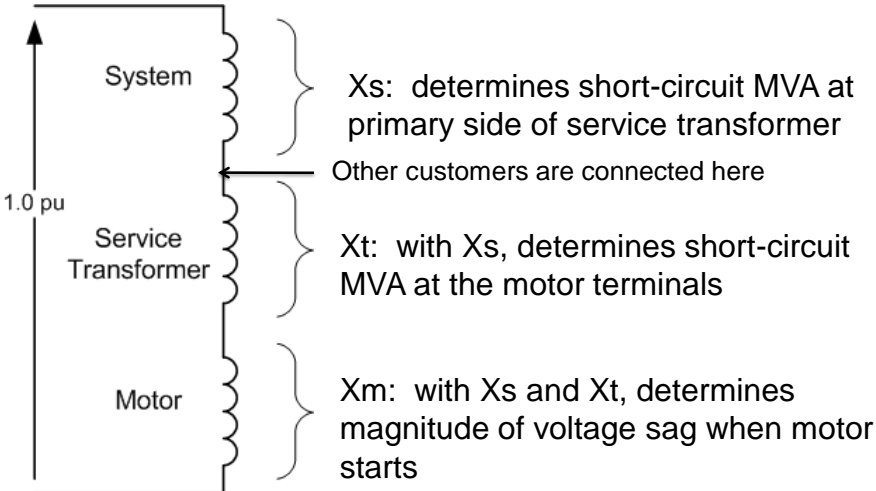 System
Xs: determines short-circuit MVA at
primary side of service transformer
Other customers are connected here
1.0 pu
Service
Transformer
Xt: with Xs, determines short-circuit
MVA at the motor terminals
Motor
Xm: with Xs and Xt, determines
magnitude of voltage sag when motor
starts